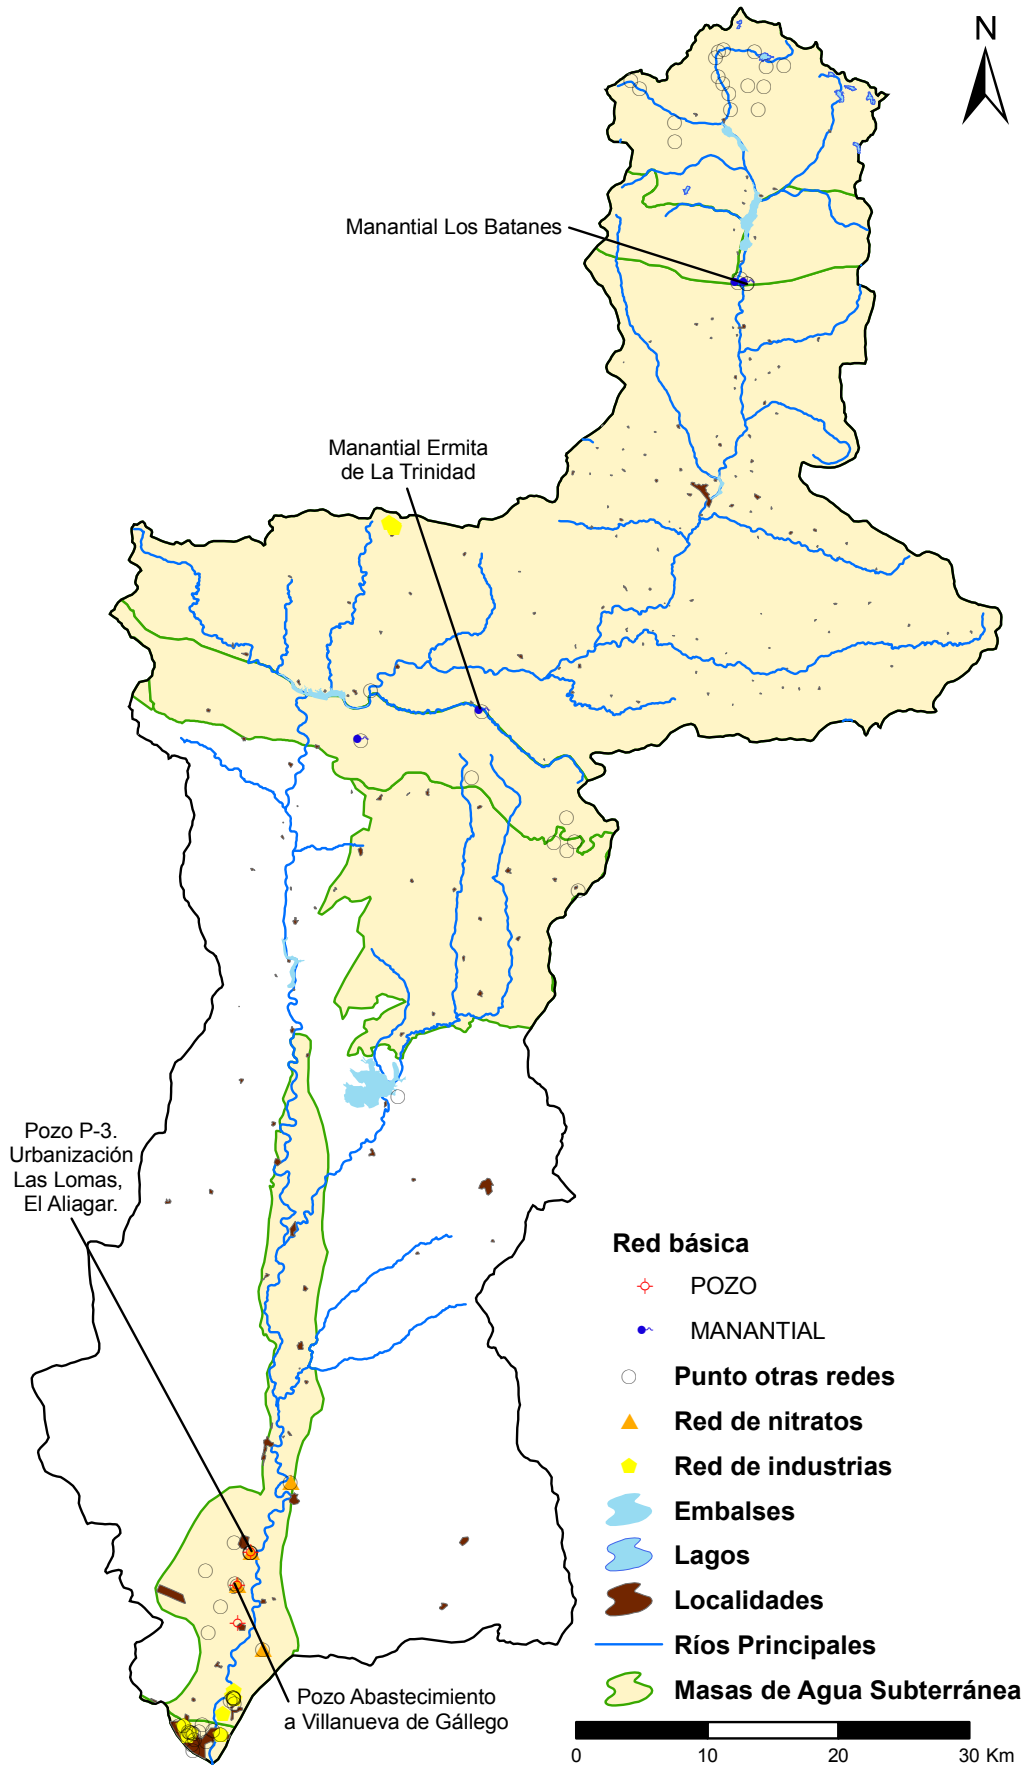 N
Manantial Los Batanes
Manantial Ermita
de La Trinidad
Pozo P-3.
Urbanización
Las Lomas,
El Aliagar.
Pozo Abastecimiento
a Villanueva de Gállego
Red básica
POZO
MANANTIAL
Punto otras redes
Red de nitratos
Red de industrias
Embalses
Lagos
Localidades
Ríos Principales
Masas de Agua Subterránea
0 10 20 30 Km